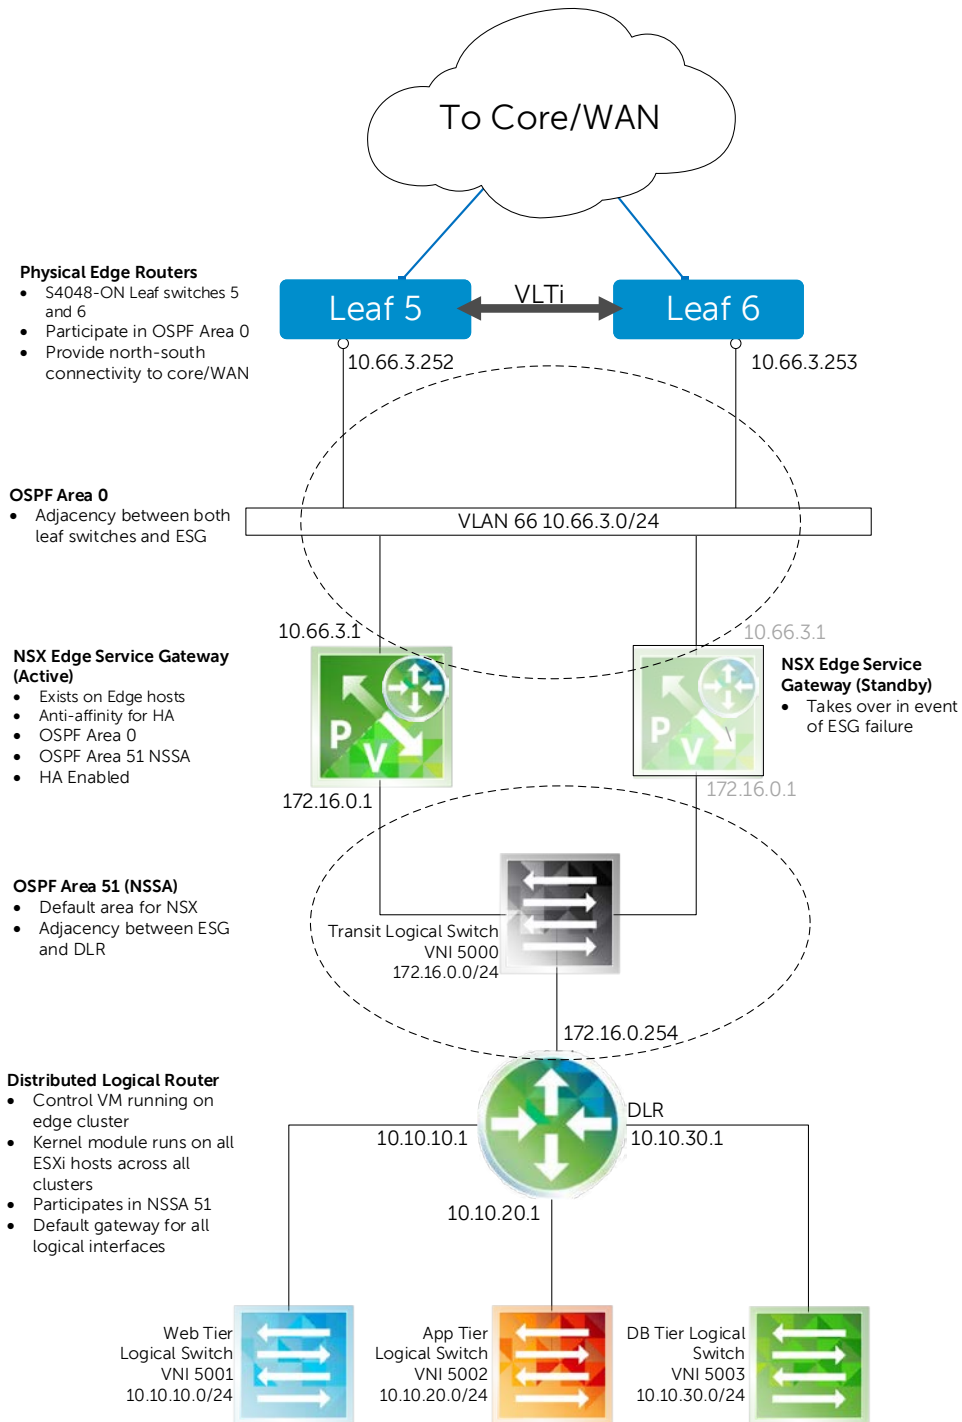 To Core/WAN
Physical Edge Routers
• S4048-ON Leaf switches 5
and 6
• Participate in OSPF Area 0
• Provide north-south
connectivity to core/WAN
Leaf 5
VLTi
Leaf 6
10.66.3.252
10.66.3.253
OSPF Area 0
• Adjacency between both
leaf switches and ESG
VLAN 66 10.66.3.0/24
10.66.3.1
10.66.3.1
NSX Edge Service Gateway
(Active)
• Exists on Edge hosts
• Anti-affinity for HA
• OSPF Area 0
• OSPF Area 51 NSSA
• HA Enabled
P
V
P
V
NSX Edge Service
Gateway (Standby)
• Takes over in event
of ESG failure
172.16.0.1
172.16.0.1
OSPF Area 51 (NSSA)
• Default area for NSX
• Adjacency between ESG
and DLR
Transit Logical Switch
VNI 5000
172.16.0.0/24
172.16.0.254
Distributed Logical Router
• Control VM running on
edge cluster
• Kernel module runs on all
ESXi hosts across all
clusters
• Participates in NSSA 51
• Default gateway for all
logical interfaces
DLR
10.10.10.1
10.10.30.1
10.10.20.1
Web Tier
Logical Switch
VNI 5001
10.10.10.0/24
App Tier
Logical Switch
VNI 5002
10.10.20.0/24
DB Tier Logical
Switch
VNI 5003
10.10.30.0/24